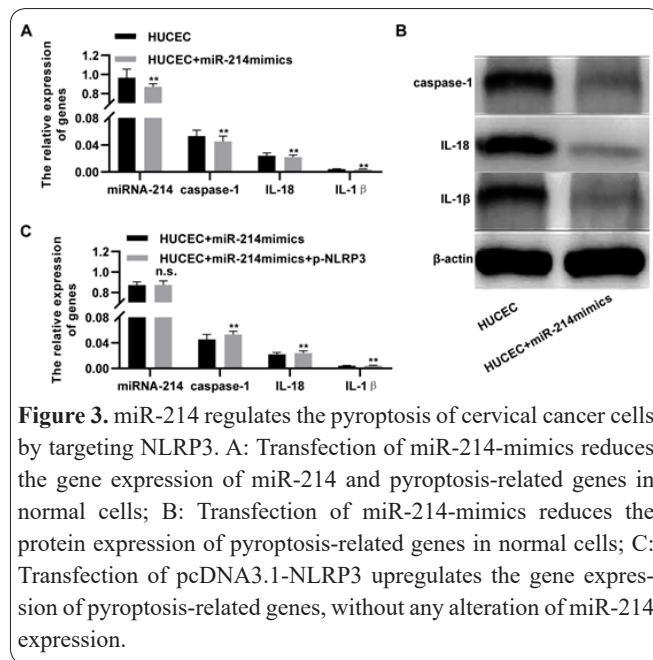 A
HUCEC
HUCEC+miR-214mimics
The relative expression
of genes
1.2
1.0
0.8
0.08
0.04
0.00
**
**
**
**
miRNA-214 caspase-1 IL-18 IL-1 β
B
caspase-1
IL-18
IL-1β
β-actin
HUCEC
HUCEC+miR-214mimics
C
HUCEC+miR-214mimics
HUCEC+miR-214mimics+p-NLRP3
The relative expression
of genes
1.2
1.0
0.8
0.08
0.04
0.00
n.s.
**
**
**
miRNA-214 caspase-1 IL-18 IL-1 β
Figure 3. miR-214 regulates the pyroptosis of cervical cancer cells
by targeting NLRP3. A: Transfection of miR-214-mimics reduces
the gene expression of miR-214 and pyroptosis-related genes in
normal cells; B: Transfection of miR-214-mimics reduces the
protein expression of pyroptosis-related genes in normal cells; C:
Transfection of pcDNA3.1-NLRP3 upregulates the gene expres-
sion of pyroptosis-related genes, without any alteration of miR-214
expression.